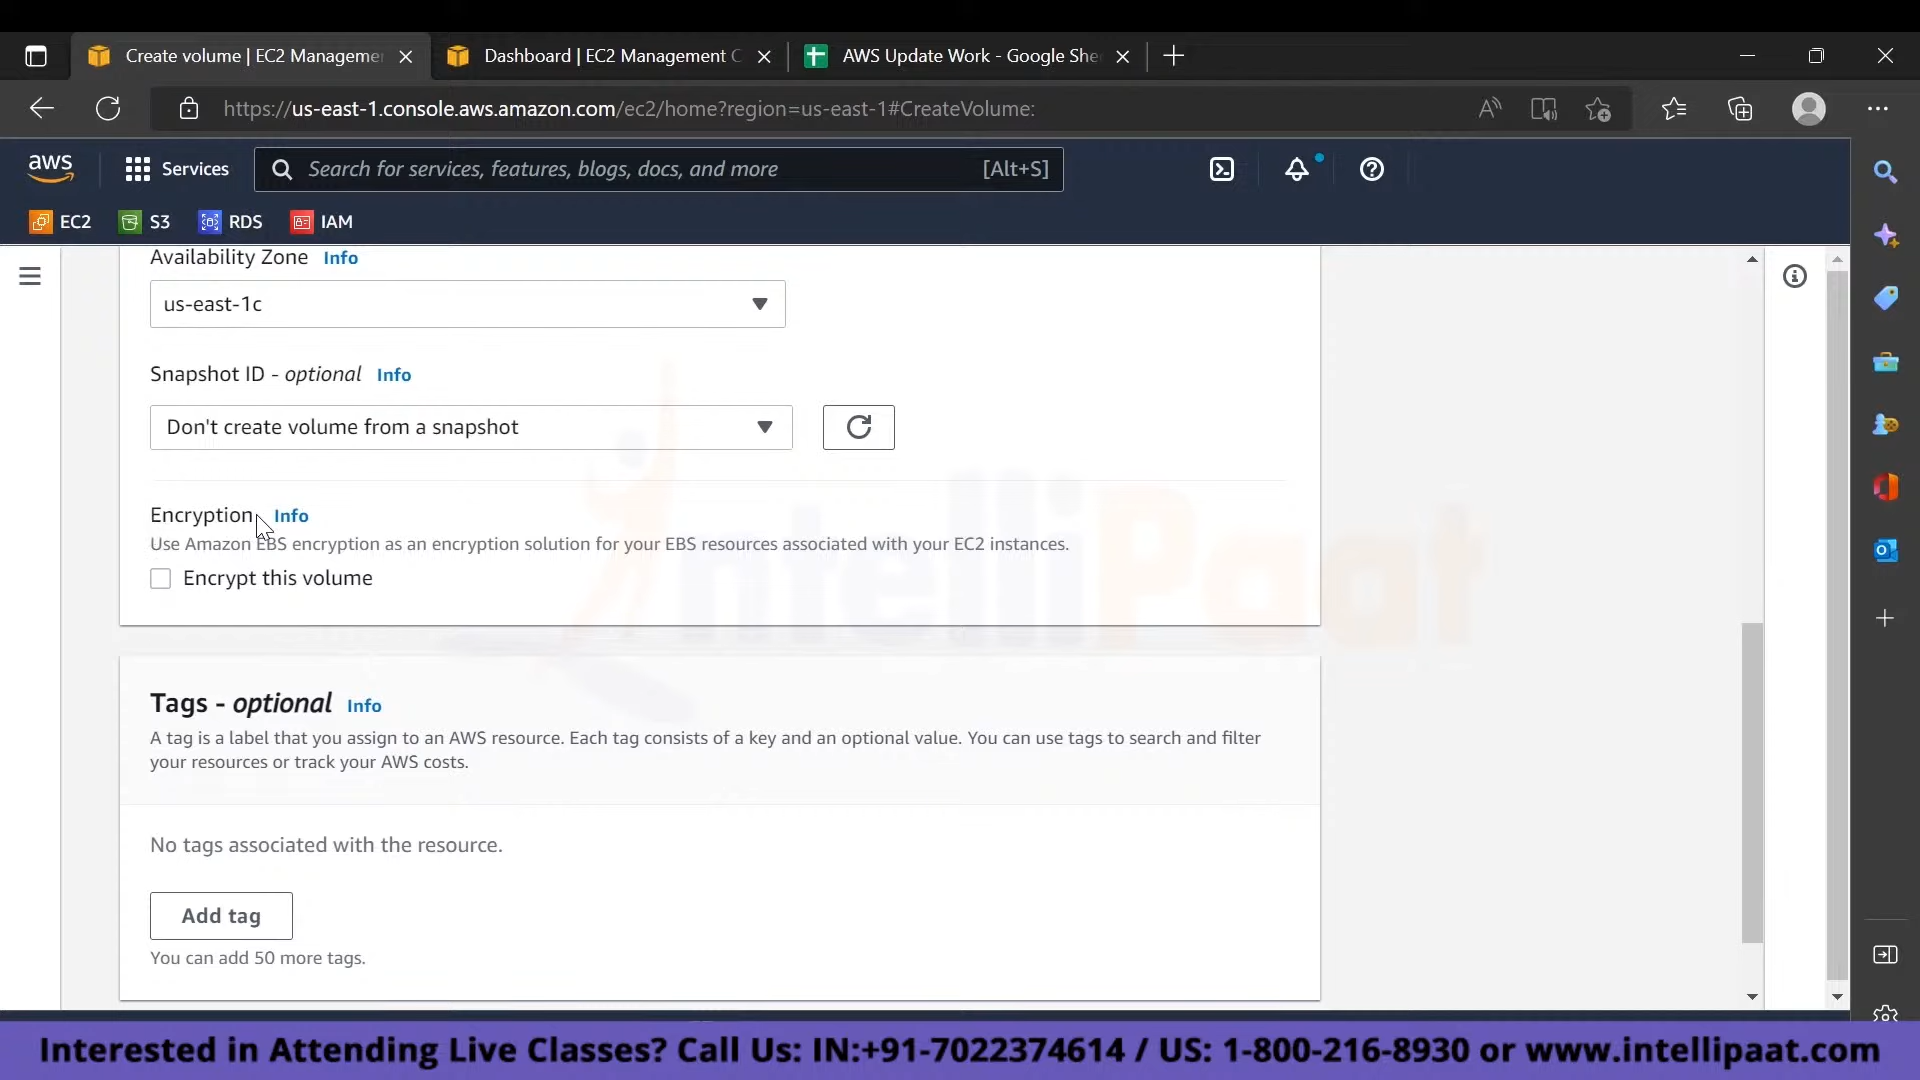 Create volume | EC2 Manageme
Dashboard | EC2 Management C
AWS Update Work - Google She
https://us-east-1.console.aws.amazon.com/ec2/home?region=us-east-1#CreateVolume:
aws
Services
Search for services, features, blogs, docs, and more
[Alt+S]
EC2
S3
RDS
IAM
Availability Zone Info
us-east-1c
Snapshot ID - optional Info
Don't create volume from a snapshot
Encryption Info
Use Amazon EBS encryption as an encryption solution for your EBS resources associated with your EC2 instances.
Encrypt this volume
IntelliPaat
Tags - optional Info
A tag is a label that you assign to an AWS resource. Each tag consists of a key and an optional value. You can use tags to search and filter
your resources or track your AWS costs.
No tags associated with the resource.
Add tag
You can add 50 more tags.
Interested in Attending Live Classes? Call Us: IN:+91-7022374614 / US: 1-800-216-8930 or www.intellipaat.com